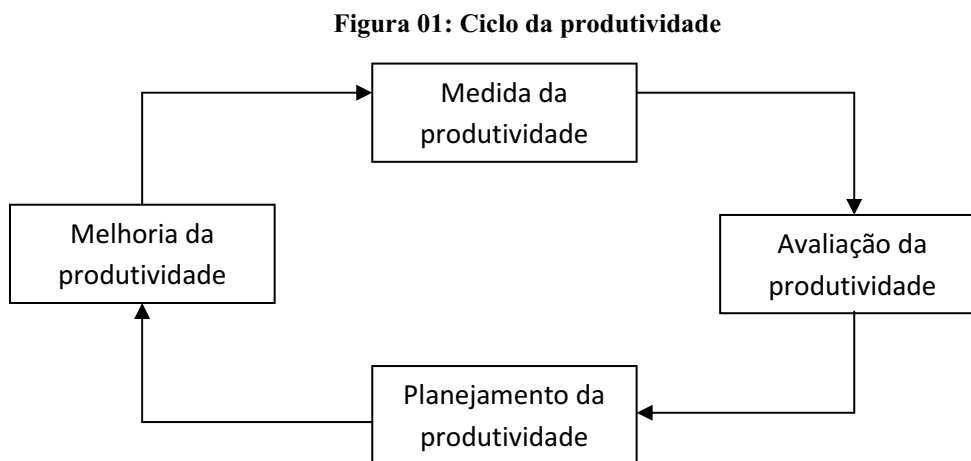 Figura 01: Ciclo da produtividade
Medida da
produtividade
Melhoria da
produtividade
Avaliação da
produtividade
Planejamento da
produtividade